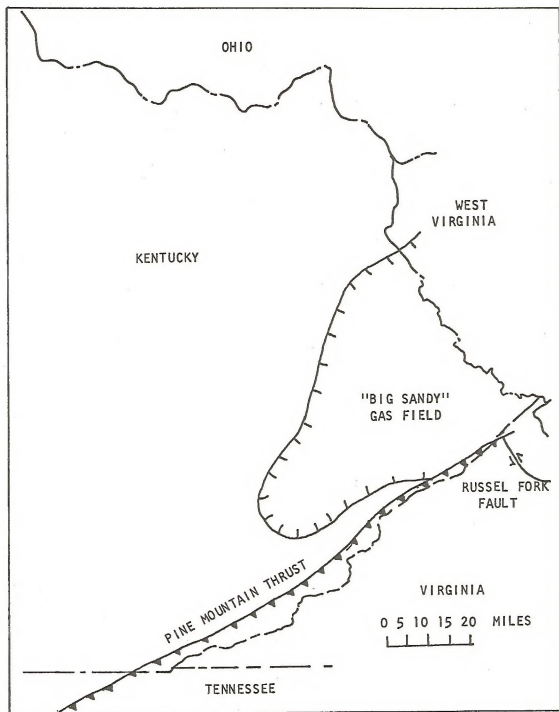 OHIO
WEST
VIRGINIA
KENTUCKY
"BIG SANDY"
GAS FIELD
RUSSEL FORK
FAULT
PINE MOUNTAIN THRUST
VIRGINIA
0 5 10 15 20 MILES
TENNESSEE